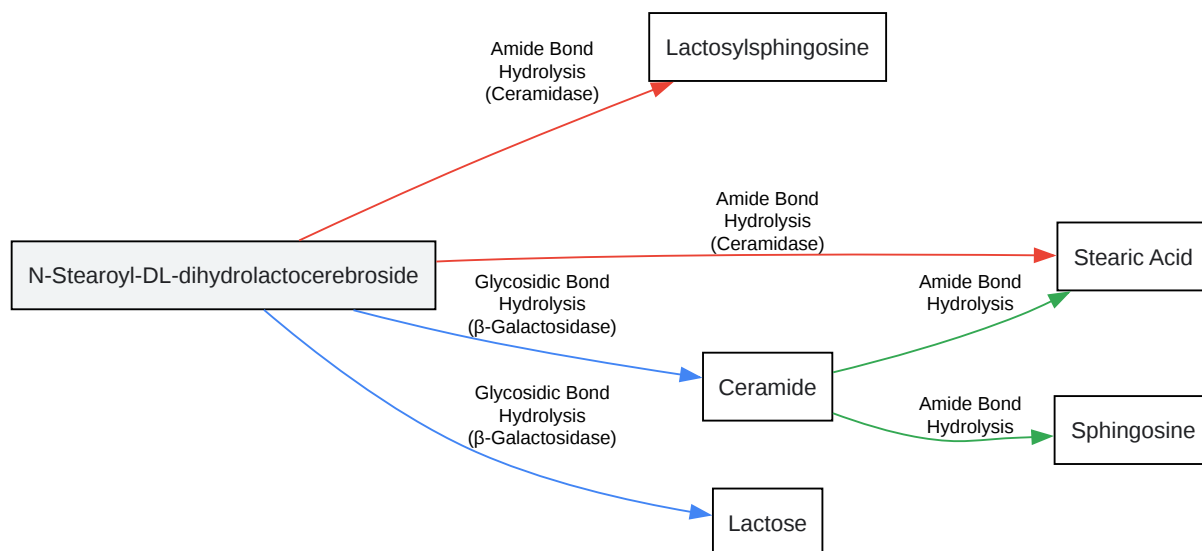 Amide Bond
Hydrolysis
(Ceramidase)
Lactosylsphingosine
N-Stearoyl-DL-dihydrolactocerebroside
Amide Bond
Hydrolysis
(Ceramidase)
Stearic Acid
Glycosidic Bond
Hydrolysis
(β-Galactosidase)
Amide Bond
Hydrolysis
Ceramide
Glycosidic Bond
Hydrolysis
(β-Galactosidase)
Amide Bond
Hydrolysis
Sphingosine
Lactose